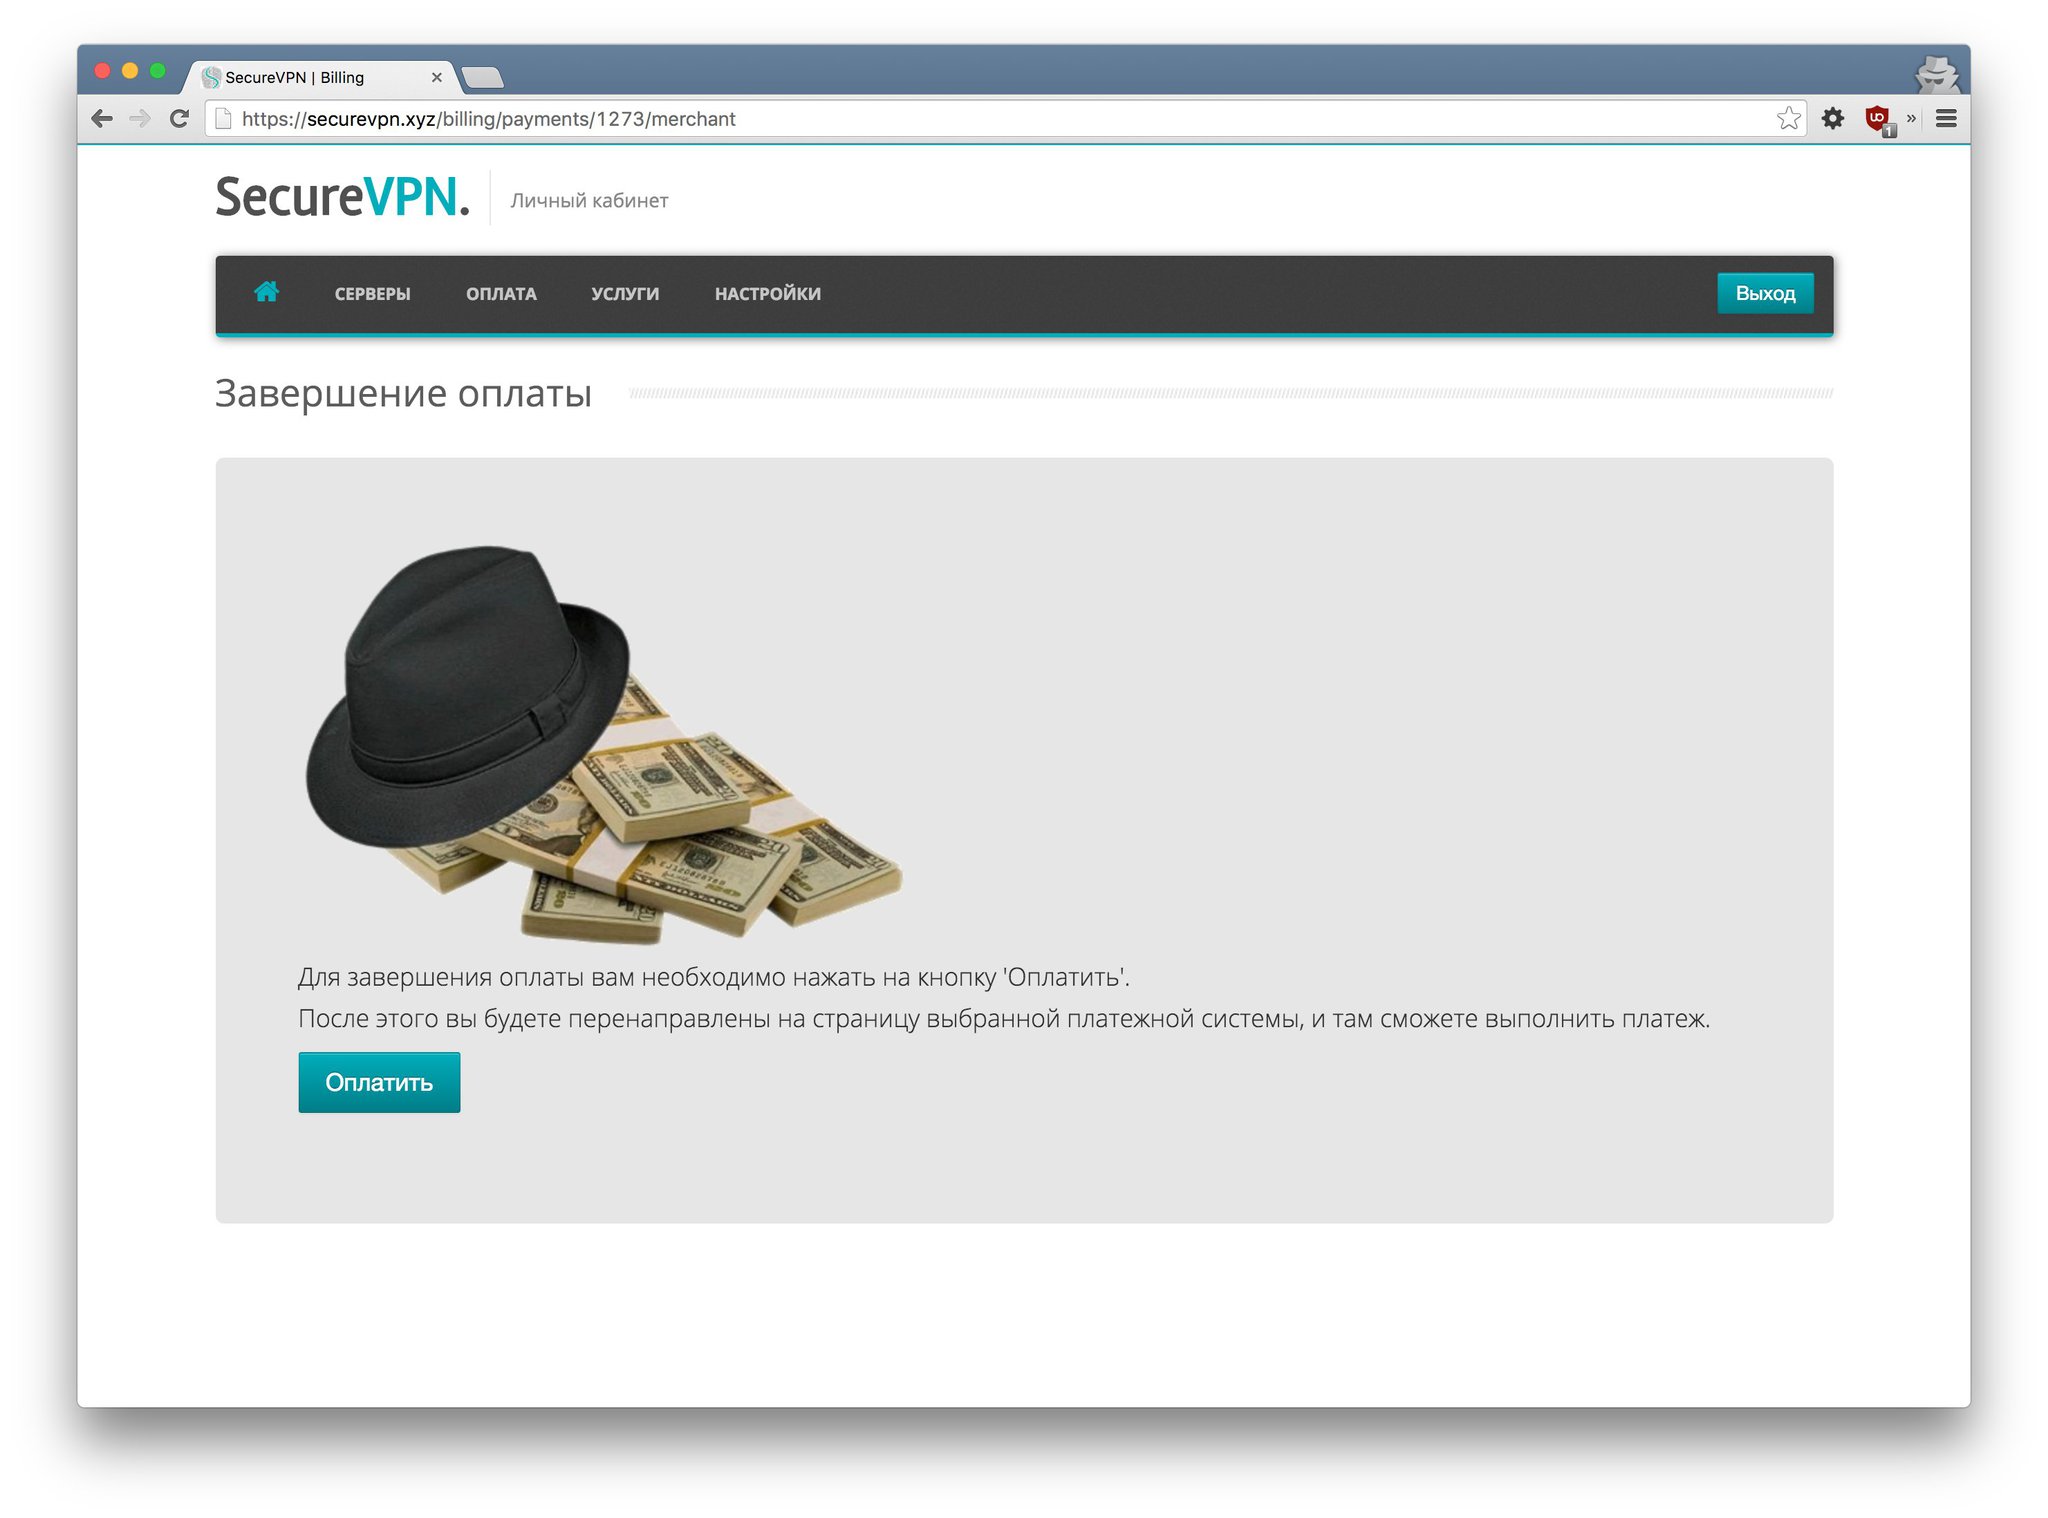 SecureVPN | Billing
https://securevpn.xyz/billing/payments/1273/merchant
1
SecureVPN.
Личный кабинет
СЕРВЕРЫ ОПЛАТА УСЛУГИ НАСТРОЙКИ
Выход
Завершение оплаты
Для завершения оплаты вам необходимо нажать на кнопку 'Оплатить'.
После этого вы будете перенаправлены на страницу выбранной платежной системы, и там сможете выполнить платеж.
Оплатить